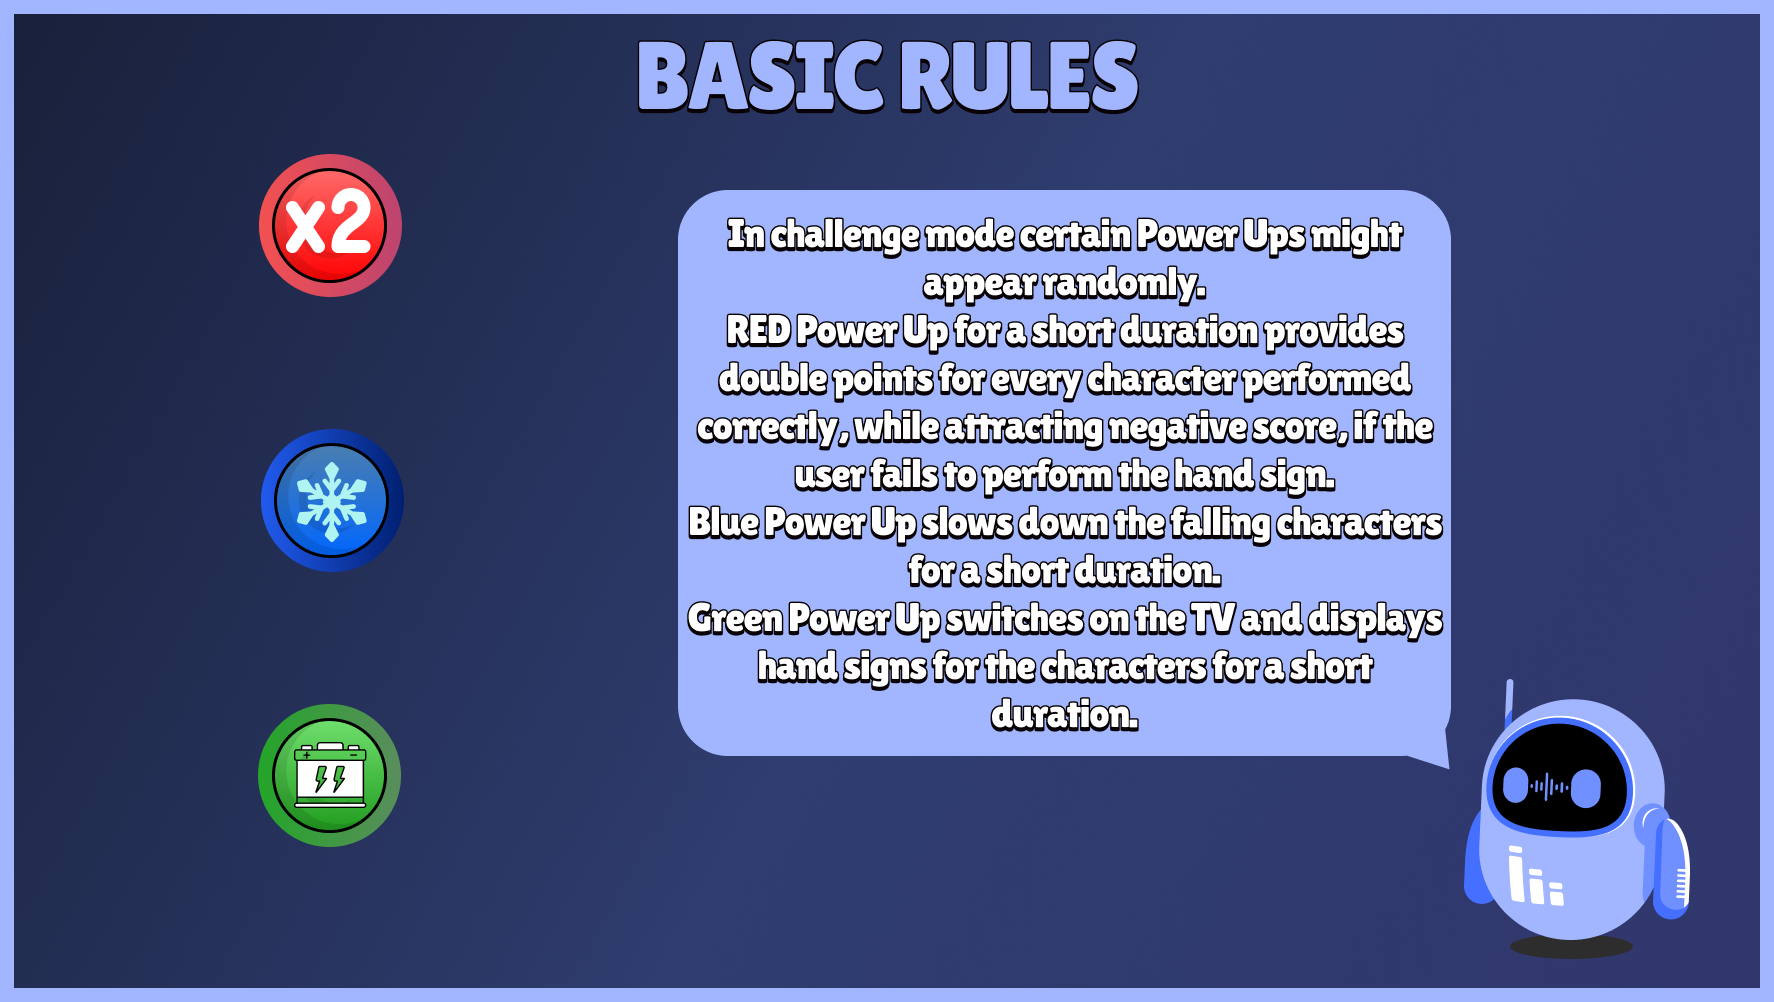 BASIC RULES
x2
In challenge mode certain Power Ups might
appear randomly.
RED Power Up for a short duration provides
double points for every character performed
correctly, while attracting negative score, if the
user fails to perform the hand sign.
Blue Power Up slows down the falling characters
for a short duration.
Green Power Up switches on the TV and displays
hand signs for the characters for a short
duration.